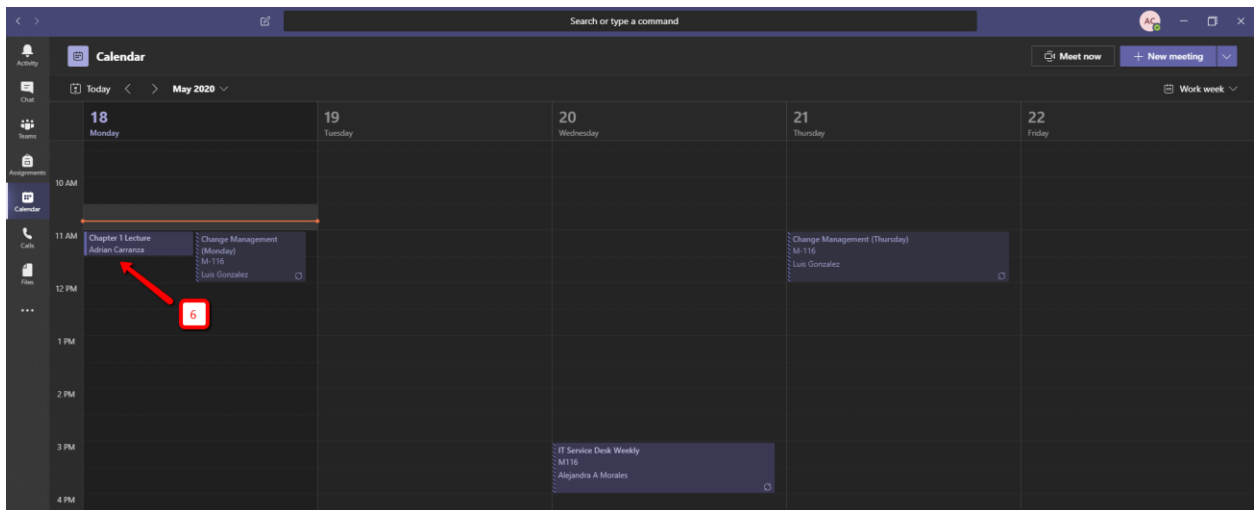 Search or type a command
AC
Activity
Chat
Teams
Assignments
Calendar
Calls
Files
Calendar
Meet now
New meeting
Today
May 2020
Work week
18
Monday
19
Tuesday
20
Wednesday
21
Thursday
22
Friday
10 AM
11 AM
12 PM
1 PM
2 PM
3 PM
4 PM
Chapter 1 Lecture
Adrian Carranza
Change Management
(Monday)
M-116
Luis Gonzalez
6
IT Service Desk Weekly
M116
Alejandra A Morales
Change Management (Thursday)
M-116
Luis Gonzalez